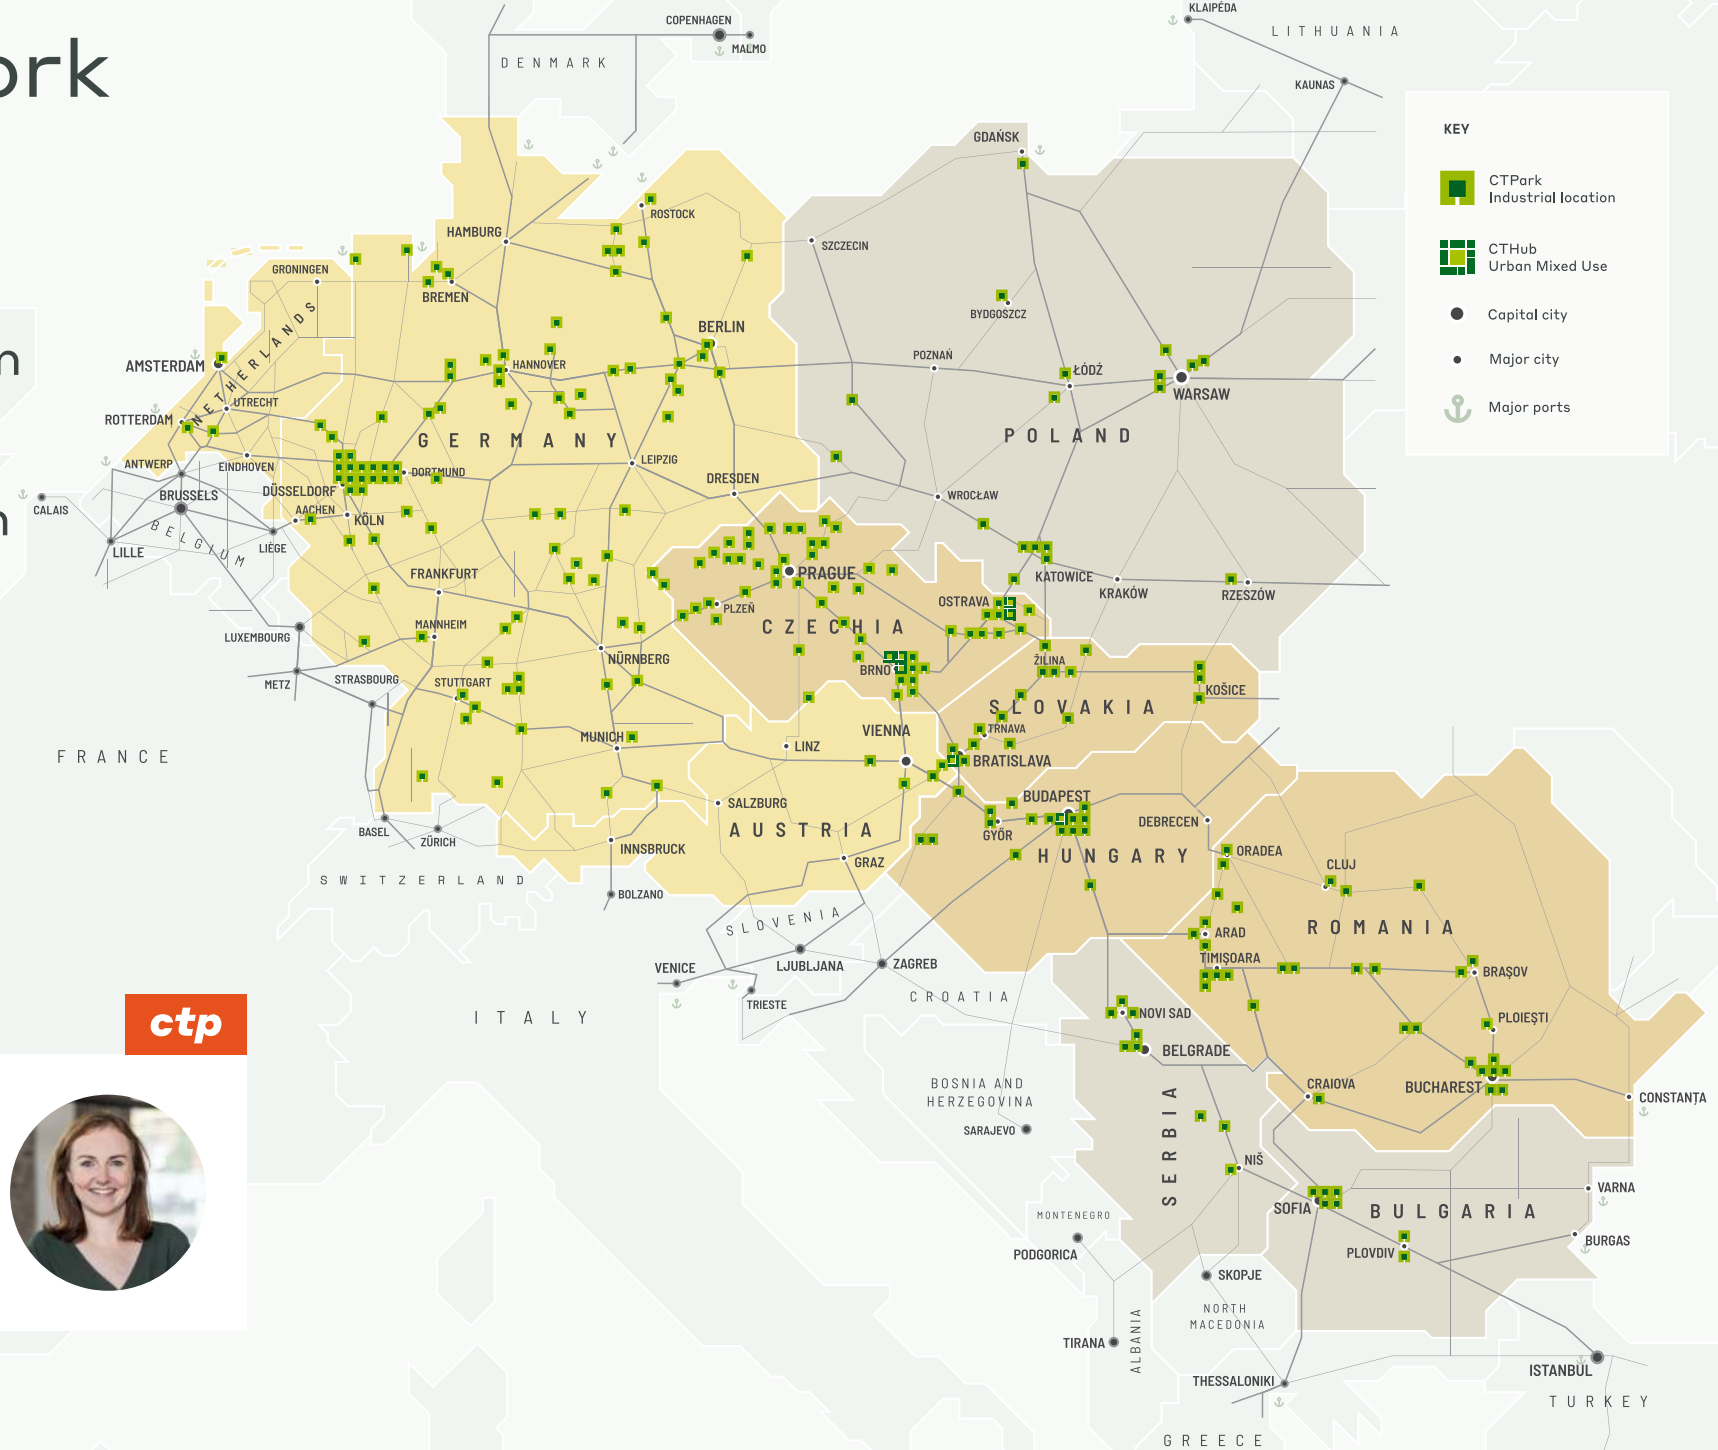 ork
m
n
COPENHAGEN
MALMO
DENMARK
KLAIPĖDA
LITHUANIA
KAUNAS
KEY
CTPark
Industrial location
CTHub
Urban Mixed Use
Capital city
Major city
Major ports
GDAŃSK
ROSTOCK
HAMBURG
SZCZECIN
GRONINGEN
BREMEN
BYDGOSZCZ
BERLIN
NETHERLANDS
AMSTERDAM
HANNOVER
POZNAŃ
ŁÓDŹ
WARSAW
UTRECHT
ROTTERDAM
GERMANY
POLAND
ANTWERP
EINDHOVEN
DORTMUND
LEIPZIG
DRESDEN
BRUSSELS
DÜSSELDORF
WROCŁAW
CALAIS
AACHEN
KÖLN
BELGIUM
LILLE
LIÈGE
FRANKFURT
PRAGUE
KATOWICE
KRAKÓW
RZESZÓW
OSTRAVA
PLZEŇ
CZECHIA
LUXEMBOURG
MANNHEIM
NÜRNBERG
BRNO
ŽILINA
METZ
STRASBOURG
STUTTGART
KOŠICE
SLOVAKIA
FRANCE
MUNICH
VIENNA
TRNAVA
LINZ
BRATISLAVA
SALZBURG
BUDAPEST
BASEL
ZÜRICH
AUSTRIA
GYŐR
DEBRECEN
INNSBRUCK
GRAZ
HUNGARY
ORADEA
CLUJ
SWITZERLAND
BOLZANO
SLOVENIA
ROMANIA
ARAD
VENICE
LJUBLJANA
ZAGREB
TIMIȘOARA
BRAȘOV
TRIESTE
CROATIA
NOVI SAD
PLOIEȘTI
ctp
ITALY
BELGRADE
BOSNIA AND
HERZEGOVINA
CRAIOVA
BUCHAREST
CONSTANȚA
SARAJEVO
SERBIA
NIŠ
VARNA
SOFIA
BULGARIA
MONTENEGRO
PODGORICA
PLOVDIV
BURGAS
SKOPJE
NORTH
MACEDONIA
TIRANA
ALBANIA
THESSALONIKI
ISTANBUL
TURKEY
GREECE